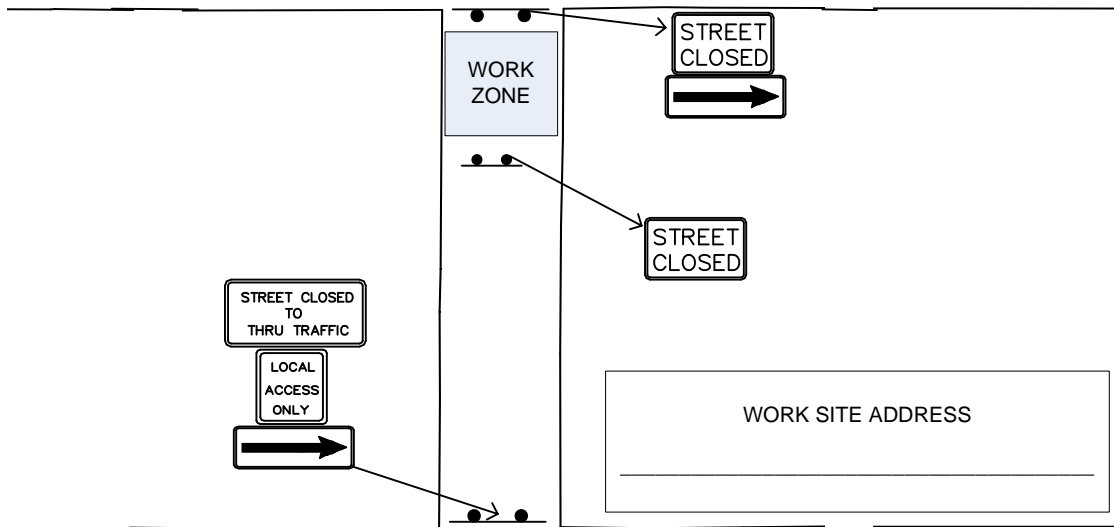 WORK
ZONE
STREET
CLOSED
STREET
CLOSED
STREET CLOSED
TO
THRU TRAFFIC
LOCAL
ACCESS
ONLY
WORK SITE ADDRESS